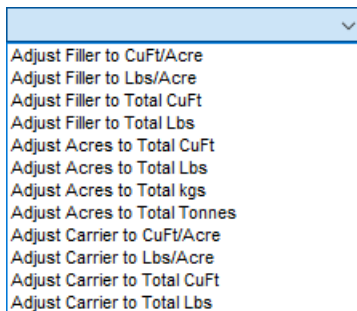 Adjust Filler to CuFt/Acre
Adjust Filler to Lbs/Acre
Adjust Filler to Total CuFt
Adjust Filler to Total Lbs
Adjust Acres to Total CuFt
Adjust Acres to Total Lbs
Adjust Acres to Total kgs
Adjust Acres to Total Tonnes
Adjust Carrier to CuFt/Acre
Adjust Carrier to Lbs/Acre
Adjust Carrier to Total CuFt
Adjust Carrier to Total Lbs